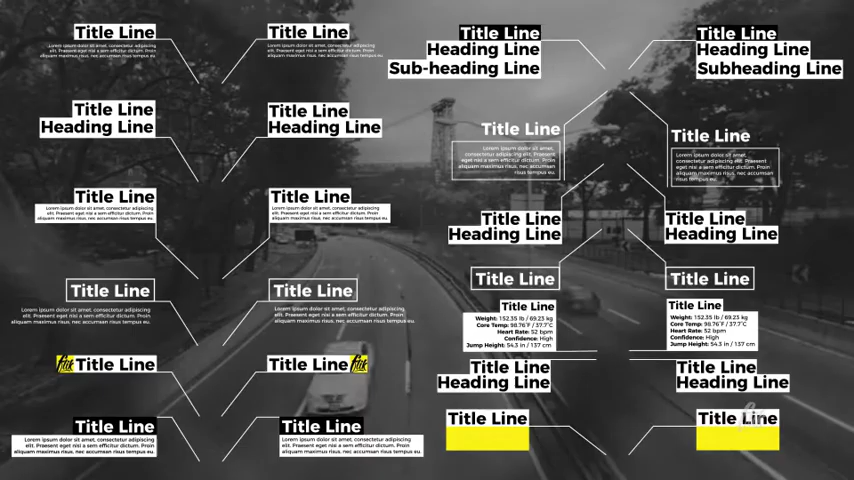 Title Line
Lorem ipsum dolor sit amet, consectetur adipiscing
elit. Praesent eget nisi a sem efficitur dictum. Proin
aliquam maximus risus, nec accumsan risus tempus eu.
Title Line
Lorem ipsum dolor sit amet, consectetur adipiscing
elit. Praesent eget nisi a sem efficitur dictum. Proin
aliquam maximus risus, nec accumsan risus tempus eu.
Title Line
Heading Line
Sub-heading Line
Title Line
Heading Line
Subheading Line
Title Line
Heading Line
Title Line
Heading Line
Title Line
Lorem ipsum dolor sit amet,
consectetur adipiscing elit. Praesent
eget nisi a sem efficitur dictum. Proin
aliquam maximus risus, nec accumsan
risus tempus eu.
Title Line
Lorem ipsum dolor sit amet,
consectetur adipiscing elit. Praesent
eget nisi a sem efficitur dictum. Proin
aliquam maximus risus, nec accumsan
risus tempus eu.
Title Line
Lorem ipsum dolor sit amet, consectetur adipiscing
elit. Praesent eget nisi a sem efficitur dictum. Proin
aliquam maximus risus, nec accumsan risus tempus eu.
Title Line
Lorem ipsum dolor sit amet, consectetur adipiscing
elit. Praesent eget nisi a sem efficitur dictum. Proin
aliquam maximus risus, nec accumsan risus tempus eu.
Title Line
Heading Line
Title Line
Heading Line
Title Line
Lorem ipsum dolor sit amet, consectetur adipiscing
elit. Praesent eget nisi a sem efficitur dictum. Proin
aliquam maximus risus, nec accumsan risus tempus eu.
Title Line
Lorem ipsum dolor sit amet, consectetur adipiscing
elit. Praesent eget nisi a sem efficitur dictum. Proin
aliquam maximus risus, nec accumsan risus tempus eu.
Title Line
Title Line
Title Line
Weight: 152.35 lb / 69.23 kg
Core Temp: 98.76°F / 37.7°C
Heart Rate: 52 bpm
Confidence: High
Jump Height: 54.3 in / 137 cm
Title Line
Weight: 152.35 lb / 69.23 kg
Core Temp: 98.76°F / 37.7°C
Heart Rate: 52 bpm
Confidence: High
Jump Height: 54.3 in / 137 cm
Title Line
Title Line
Title Line
Heading Line
Title Line
Heading Line
Title Line
Lorem ipsum dolor sit amet, consectetur adipiscing
elit. Praesent eget nisi a sem efficitur dictum. Proin
aliquam maximus risus, nec accumsan risus tempus eu.
Title Line
Lorem ipsum dolor sit amet, consectetur adipiscing
elit. Praesent eget nisi a sem efficitur dictum. Proin
aliquam maximus risus, nec accumsan risus tempus eu.
Title Line
Title Line